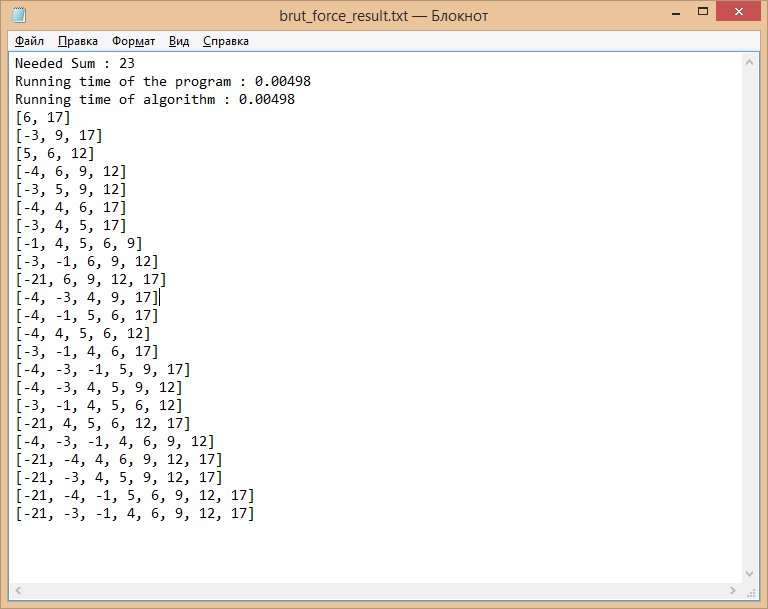 brut_force_result.txt — Блокнот
Файл Правка Формат Вид Справка
Needed Sum : 23
Running time of the program : 0.00498
Running time of algorithm : 0.00498
[6, 17]
[-3, 9, 17]
[5, 6, 12]
[-4, 6, 9, 12]
[-3, 5, 9, 12]
[-4, 4, 6, 17]
[-3, 4, 5, 17]
[-1, 4, 5, 6, 9]
[-3, -1, 6, 9, 12]
[-21, 6, 9, 12, 17]
[-4, -3, 4, 9, 17]
[-4, -1, 5, 6, 17]
[-4, 4, 5, 6, 12]
[-3, -1, 4, 6, 17]
[-4, -3, -1, 5, 9, 17]
[-4, -3, 4, 5, 9, 12]
[-3, -1, 4, 5, 6, 12]
[-21, 4, 5, 6, 12, 17]
[-4, -3, -1, 4, 6, 9, 12]
[-21, -4, 4, 6, 9, 12, 17]
[-21, -3, 4, 5, 9, 12, 17]
[-21, -4, -1, 5, 6, 9, 12, 17]
[-21, -3, -1, 4, 6, 9, 12, 17]